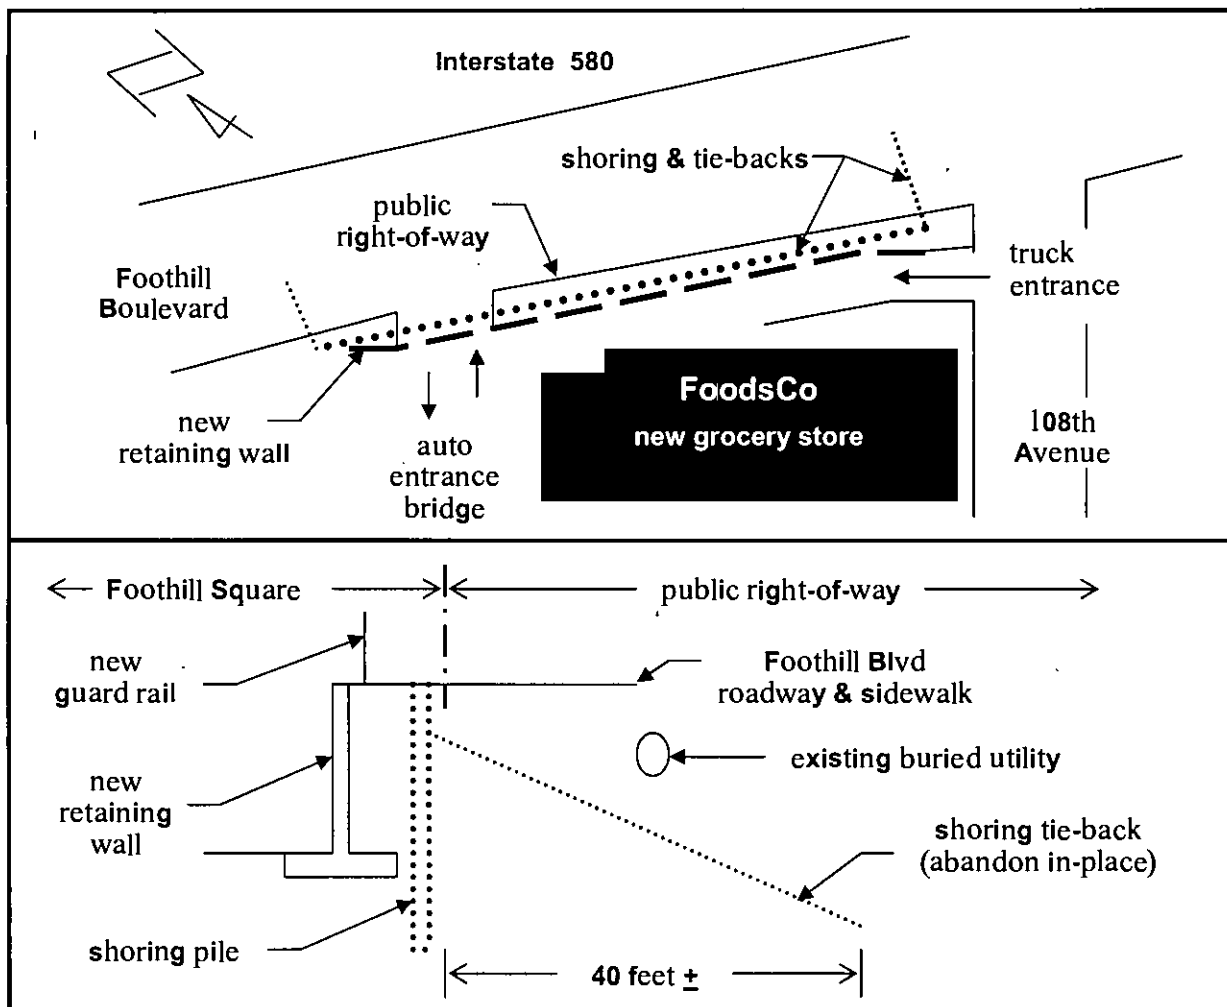 Interstate 580
shoring & tie-backs
public
right-of-way
Foothill
Boulevard
truck
entrance
FoodsCo
new grocery store
new
retaining wall
auto
entrance
bridge
108th
Avenue
Foothill Square
public right-of-way
new
guard rail
Foothill Blvd
roadway & sidewalk
existing buried utility
new
retaining
wall
shoring tie-back
(abandon in-place)
shoring pile
40 feet ±